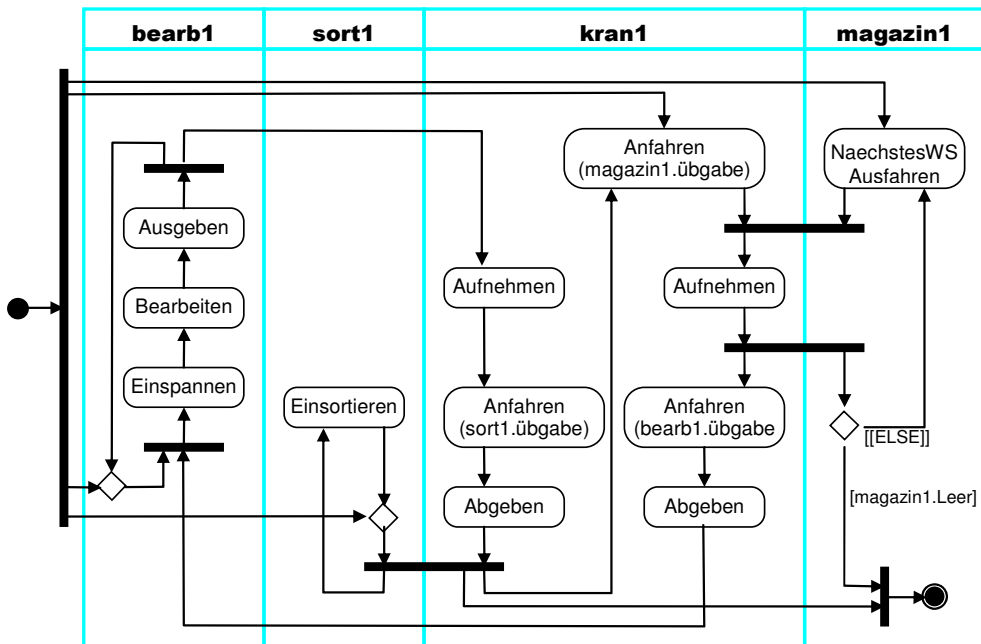 bearb1
sort1
kran1
magazin1
Anfahren
(magazin1.übgabe)
NaechstesWS
Ausfahren
Ausgeben
Aufnehmen
Aufnehmen
Bearbeiten
Einspannen
Einsortieren
Anfahren
(sort1.übgabe)
Anfahren
(bearb1.übgabe
[[ELSE]]
Abgeben
Abgeben
[magazin1.Leer]